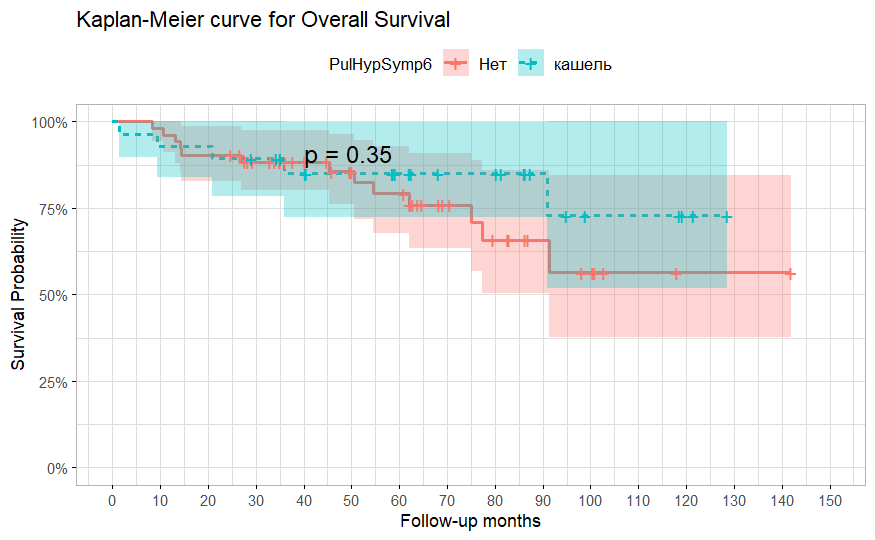 Kaplan-Meier curve for Overall Survival
PulHypSymp6 Нет кашель
100%
75%
50%
25%
0%
p = 0.35
Survival Probability
0 10 20 30 40 50 60 70 80 90 100 110 120 130 140 150
Follow-up months